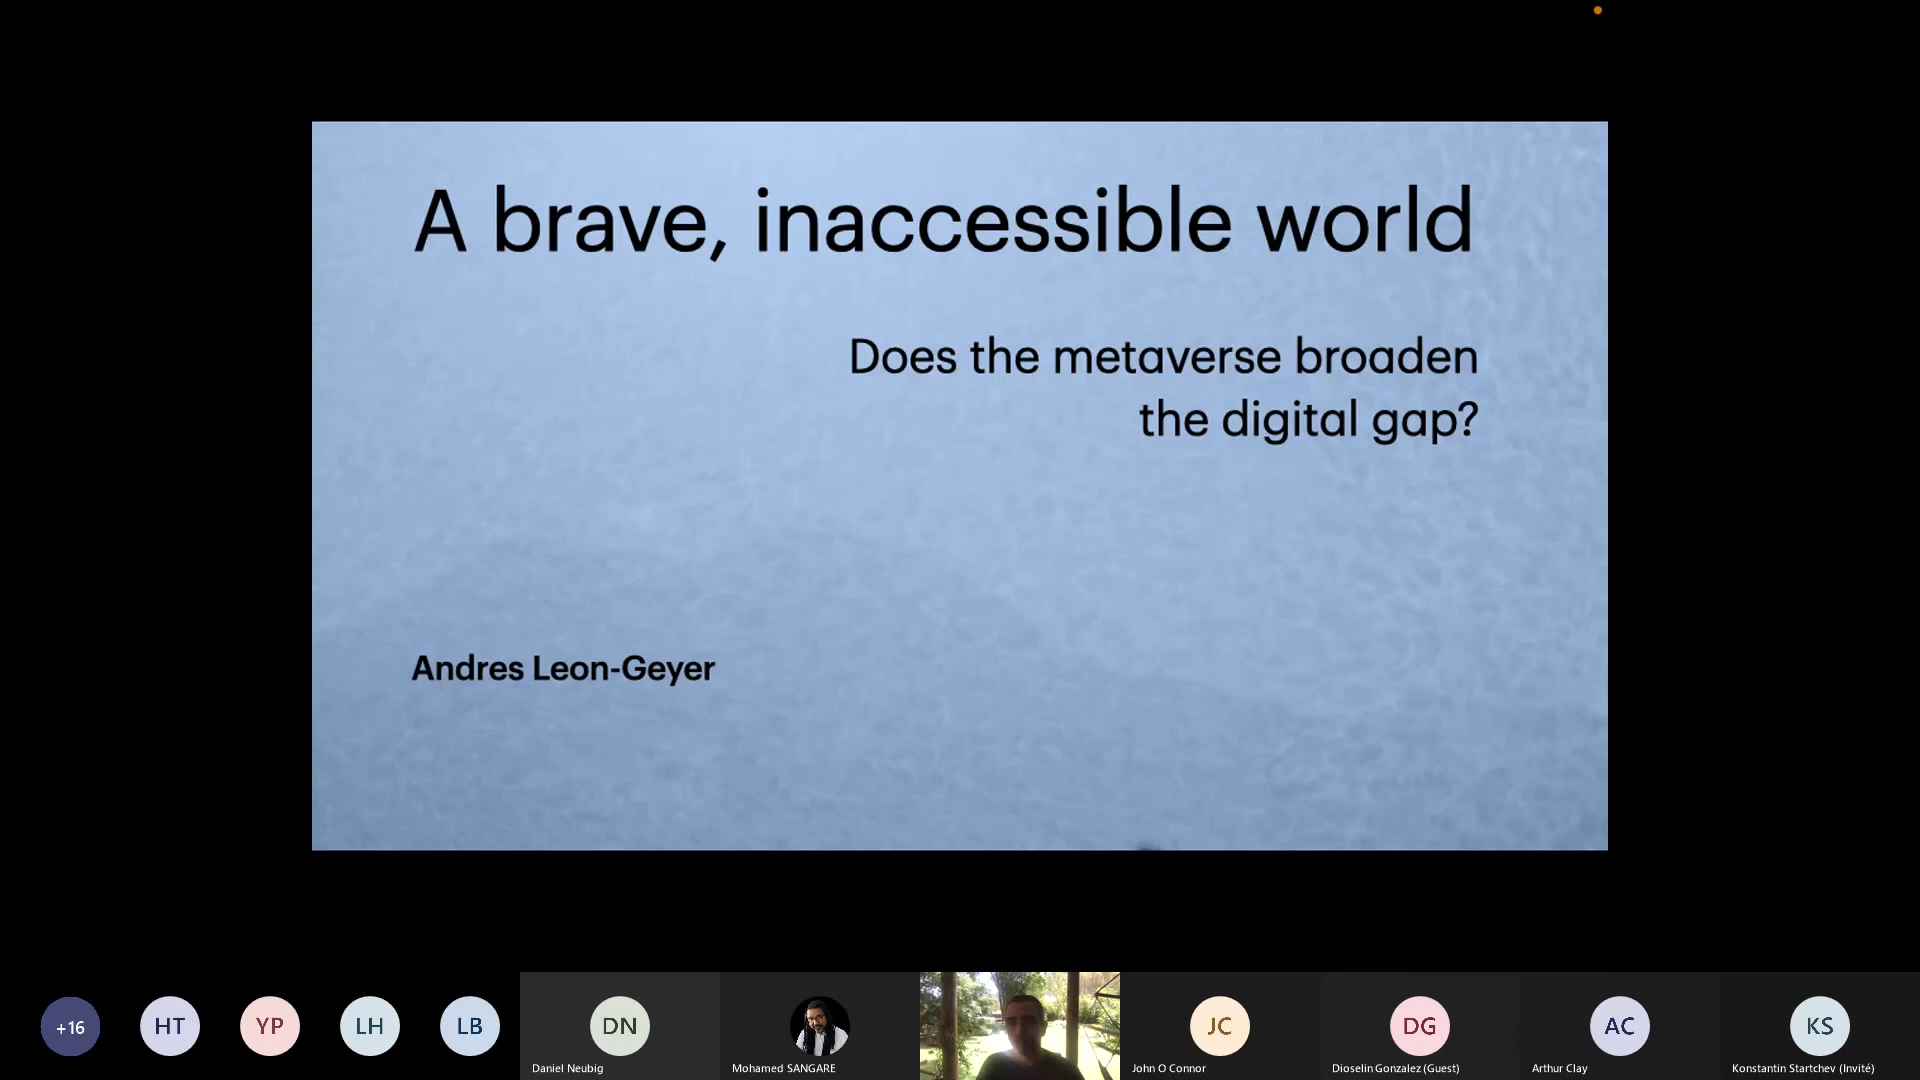 A brave, inaccessible world
Does the metaverse broaden
the digital gap?
Andres Leon-Geyer
+16
HT
YP
LH
LB
DN
Daniel Neubig
Mohamed SANGARE
JC
John O Connor
DG
Dioselin Gonzalez (Guest)
AC
Arthur Clay
KS
Konstantin Startchev (Invité)